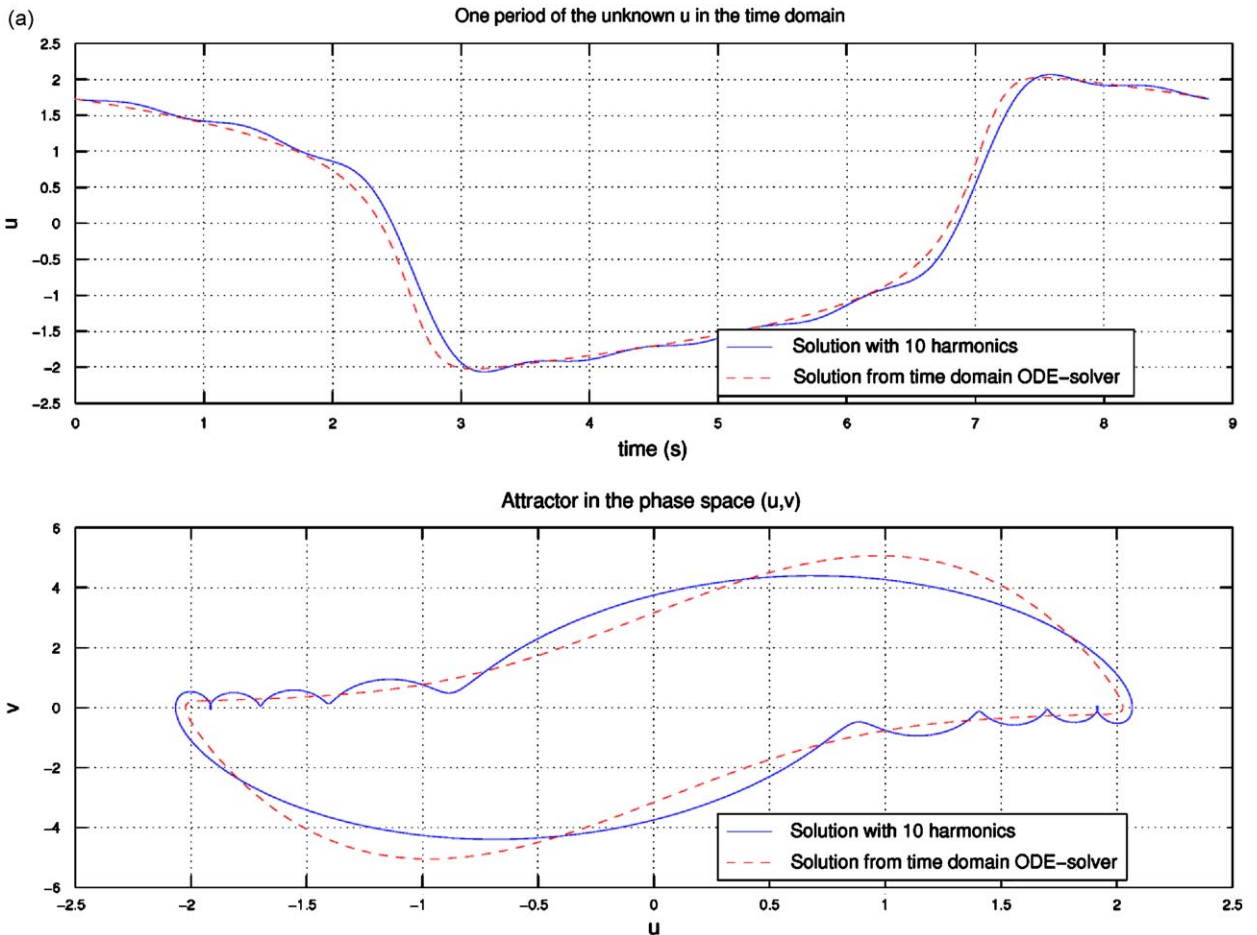 (a)
One period of the unknown u in the time domain
2.5
2
1.5
1
0.5
0
−0.5
−1
−1.5
−2
−2.5
u
Solution with 10 harmonics
Solution from time domain ODE−solver
0 1 2 3 4 5 6 7 8 9
time (s)
Attractor in the phase space (u,v)
6
4
2
0
−2
−4
−6
v
Solution with 10 harmonics
Solution from time domain ODE−solver
−2.5 −2 −1.5 −1 −0.5 0 0.5 1 1.5 2 2.5
u